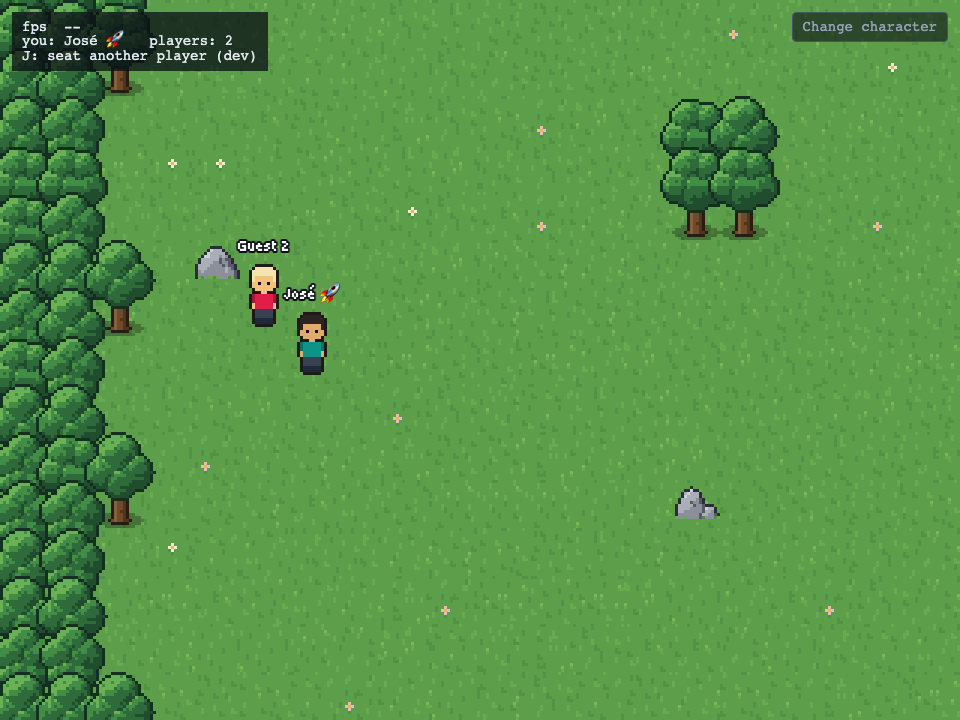 fps --
you: José 🚀 players: 2
J: seat another player (dev)
Change character
Guest 2
José 🚀